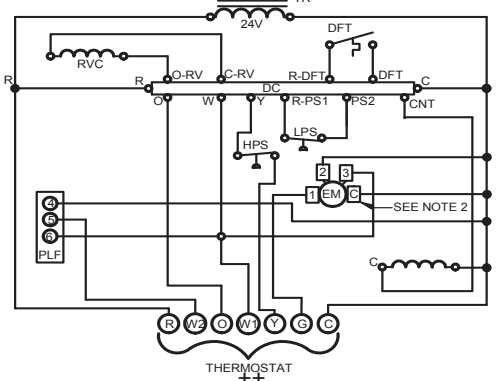 TR
24V
DFT
RVC
R R O-RV C-RV R-DFT DFT C
DC
O W Y R-PS1 PS2 CNT
HPS LPS
2 3
1 EM C
SEE NOTE 2
4
5
6
PLF
C
R W2 O W1 Y G C
THERMOSTAT
++